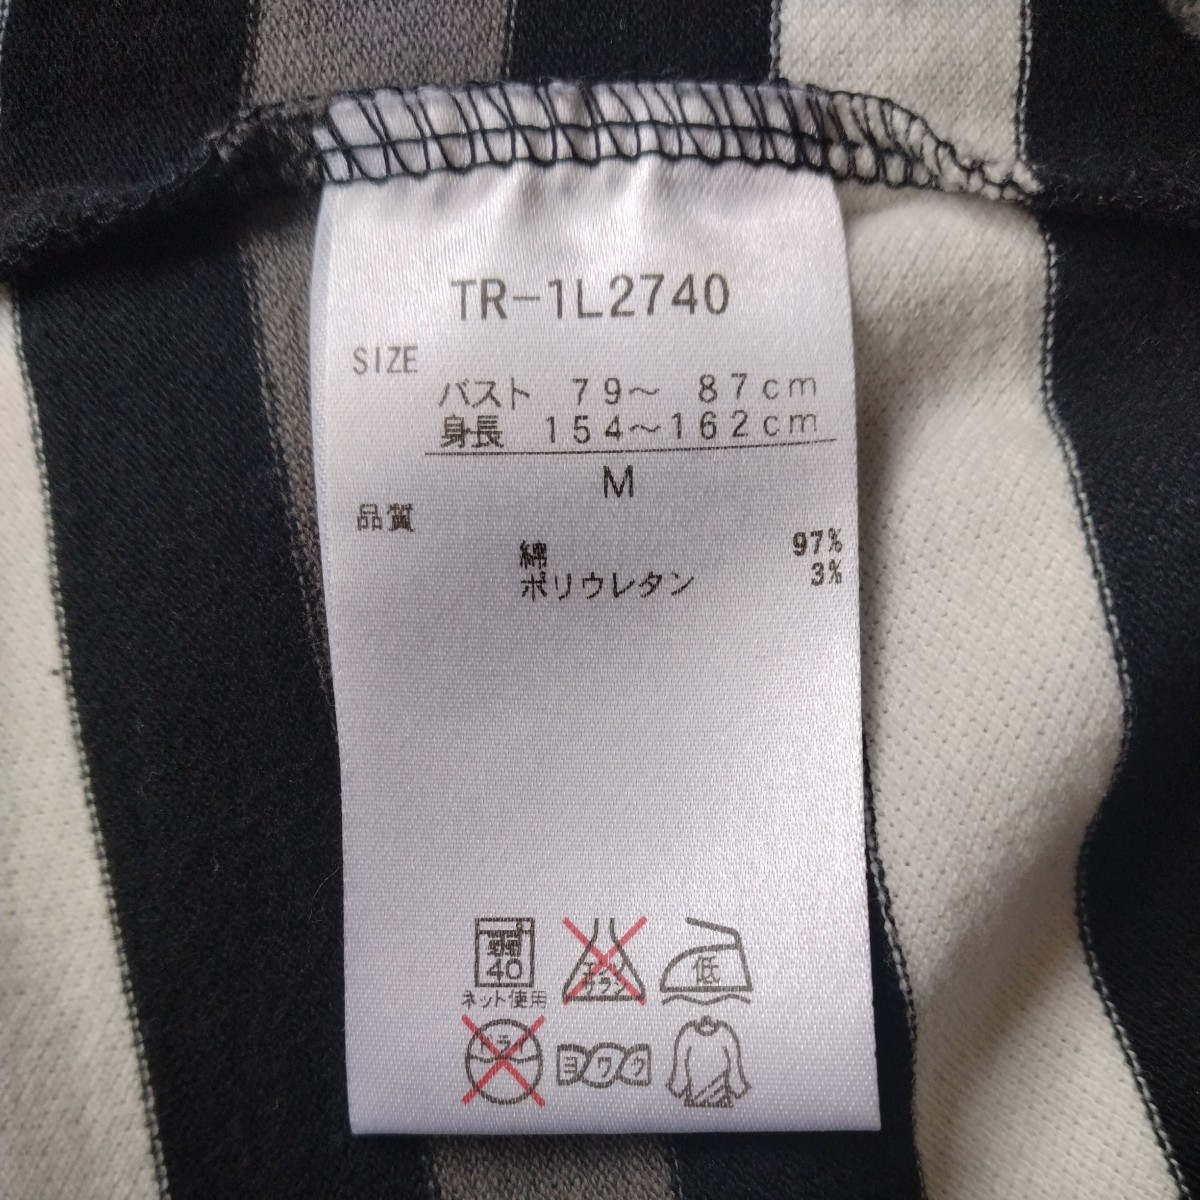 TR-1L2740
SIZE
バスト 79～ 87cm
身長 154～162cm
M
品質
綿 97%
ポリウレタン 3%
弱
40
ネット使用
エンソ
サラシ
低
ドライ
ヨワク